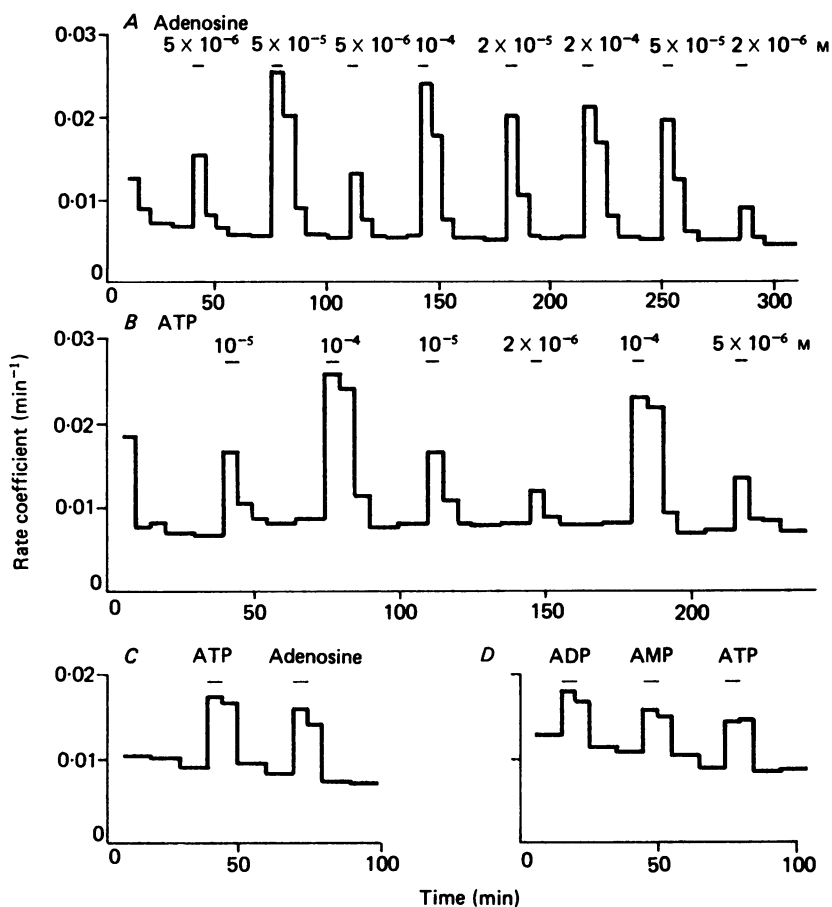 A Adenosine
5 × 10⁻⁶ 5 × 10⁻⁵ 5 × 10⁻⁶ 10⁻⁴ 2 × 10⁻⁵ 2 × 10⁻⁴ 5 × 10⁻⁵ 2 × 10⁻⁶ M
0·03
0·02
0·01
0
0 50 100 150 200 250 300
B ATP
10⁻⁵ 10⁻⁴ 10⁻⁵ 2 × 10⁻⁶ 10⁻⁴ 5 × 10⁻⁶ M
0·03
0·02
0·01
0
0 50 100 150 200
Rate coefficient (min⁻¹)
C ATP Adenosine
0·02
0·01
0
0 50 100
D ADP AMP ATP
0 50 100
Time (min)